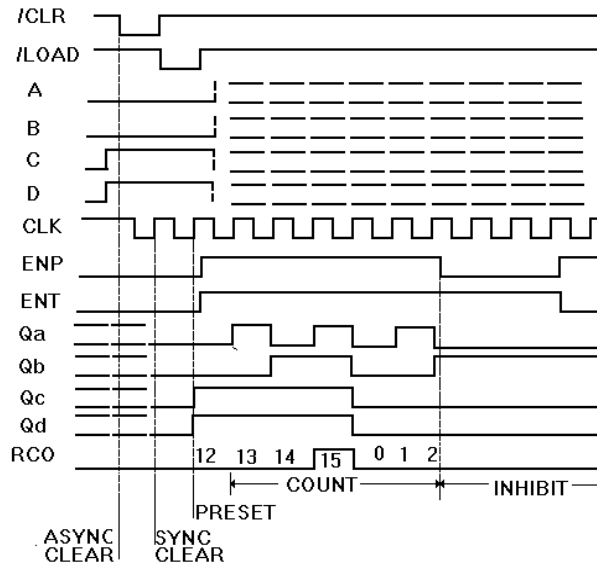 /CLR
/LOAD
A
B
C
D
CLK
ENP
ENT
Qa
Qb
Qc
Qd
RCO 12 13 14 15 0 1 2
COUNT INHIBIT
PRESET
ASYNC CLEAR
SYNC CLEAR